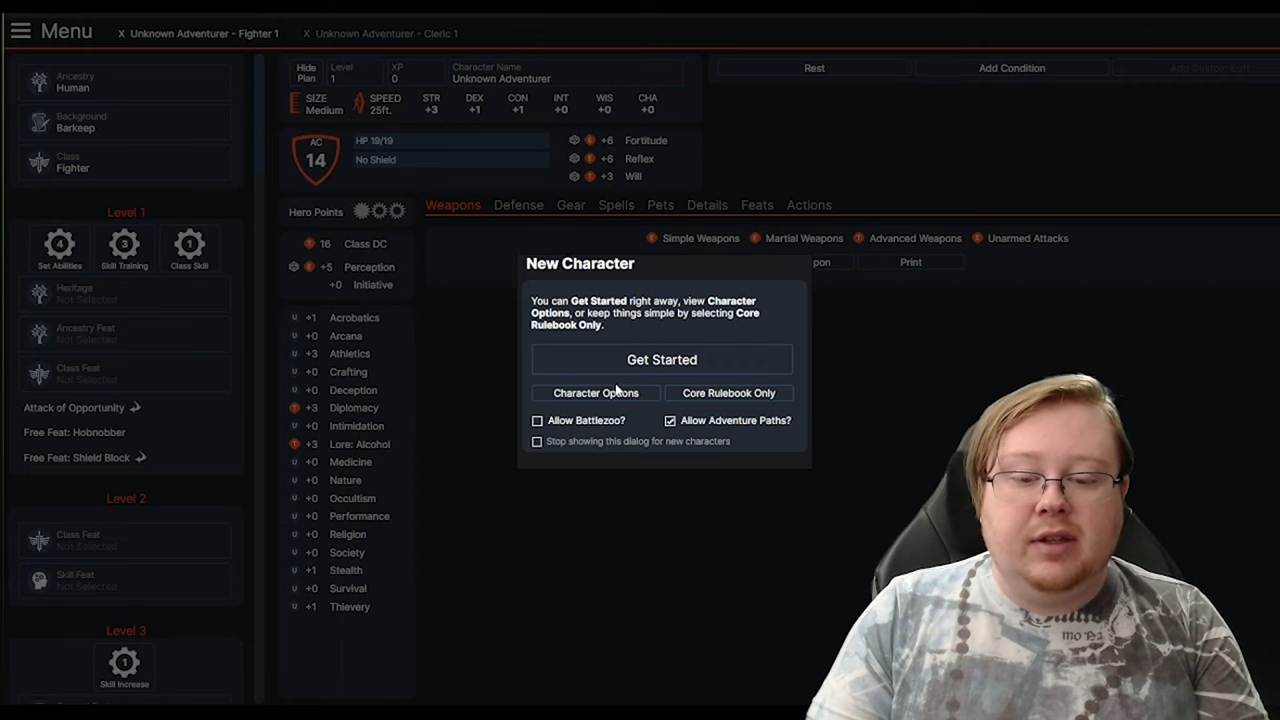 Menu
X Unknown Adventurer - Fighter 1
X Unknown Adventurer - Cleric 1
Ancestry
Human
Background
Barkeep
Class
Fighter
Level 1
4
3
1
Set Abilities
Skill Training
Class Skill
Heritage
Not Selected
Ancestry Feat
Not Selected
Class Feat
Not Selected
Attack of Opportunity
Free Feat: Hobnobber
Free Feat: Shield Block
Level 2
Class Feat
Not Selected
Skill Feat
Not Selected
Level 3
1
Skill Increase
Hide
Plan
Level
1
XP
0
Character Name
Unknown Adventurer
SIZE
Medium
SPEED
25ft.
STR
+3
DEX
+1
CON
+1
INT
+0
WIS
+0
CHA
+0
AC
14
HP 19/19
No Shield
E +6 Fortitude
E +6 Reflex
T +3 Will
Hero Points
T 16 Class DC
E +5 Perception
+0 Initiative
U +1 Acrobatics
U +0 Arcana
U +3 Athletics
U +0 Crafting
U +0 Deception
T +3 Diplomacy
U +0 Intimidation
T +3 Lore: Alcohol
U +0 Medicine
U +0 Nature
U +0 Occultism
U +0 Performance
U +0 Religion
U +0 Society
U +1 Stealth
U +0 Survival
U +1 Thievery
Rest
Add Condition
Add Custom Buff
Weapons
Defense
Gear
Spells
Pets
Details
Feats
Actions
E Simple Weapons
E Martial Weapons
T Advanced Weapons
E Unarmed Attacks
pon
Print
New Character
You can Get Started right away, view Character
Options, or keep things simple by selecting Core
Rulebook Only.
Get Started
Character Options
Core Rulebook Only
Allow Battlezoo?
Allow Adventure Paths?
Stop showing this dialog for new characters